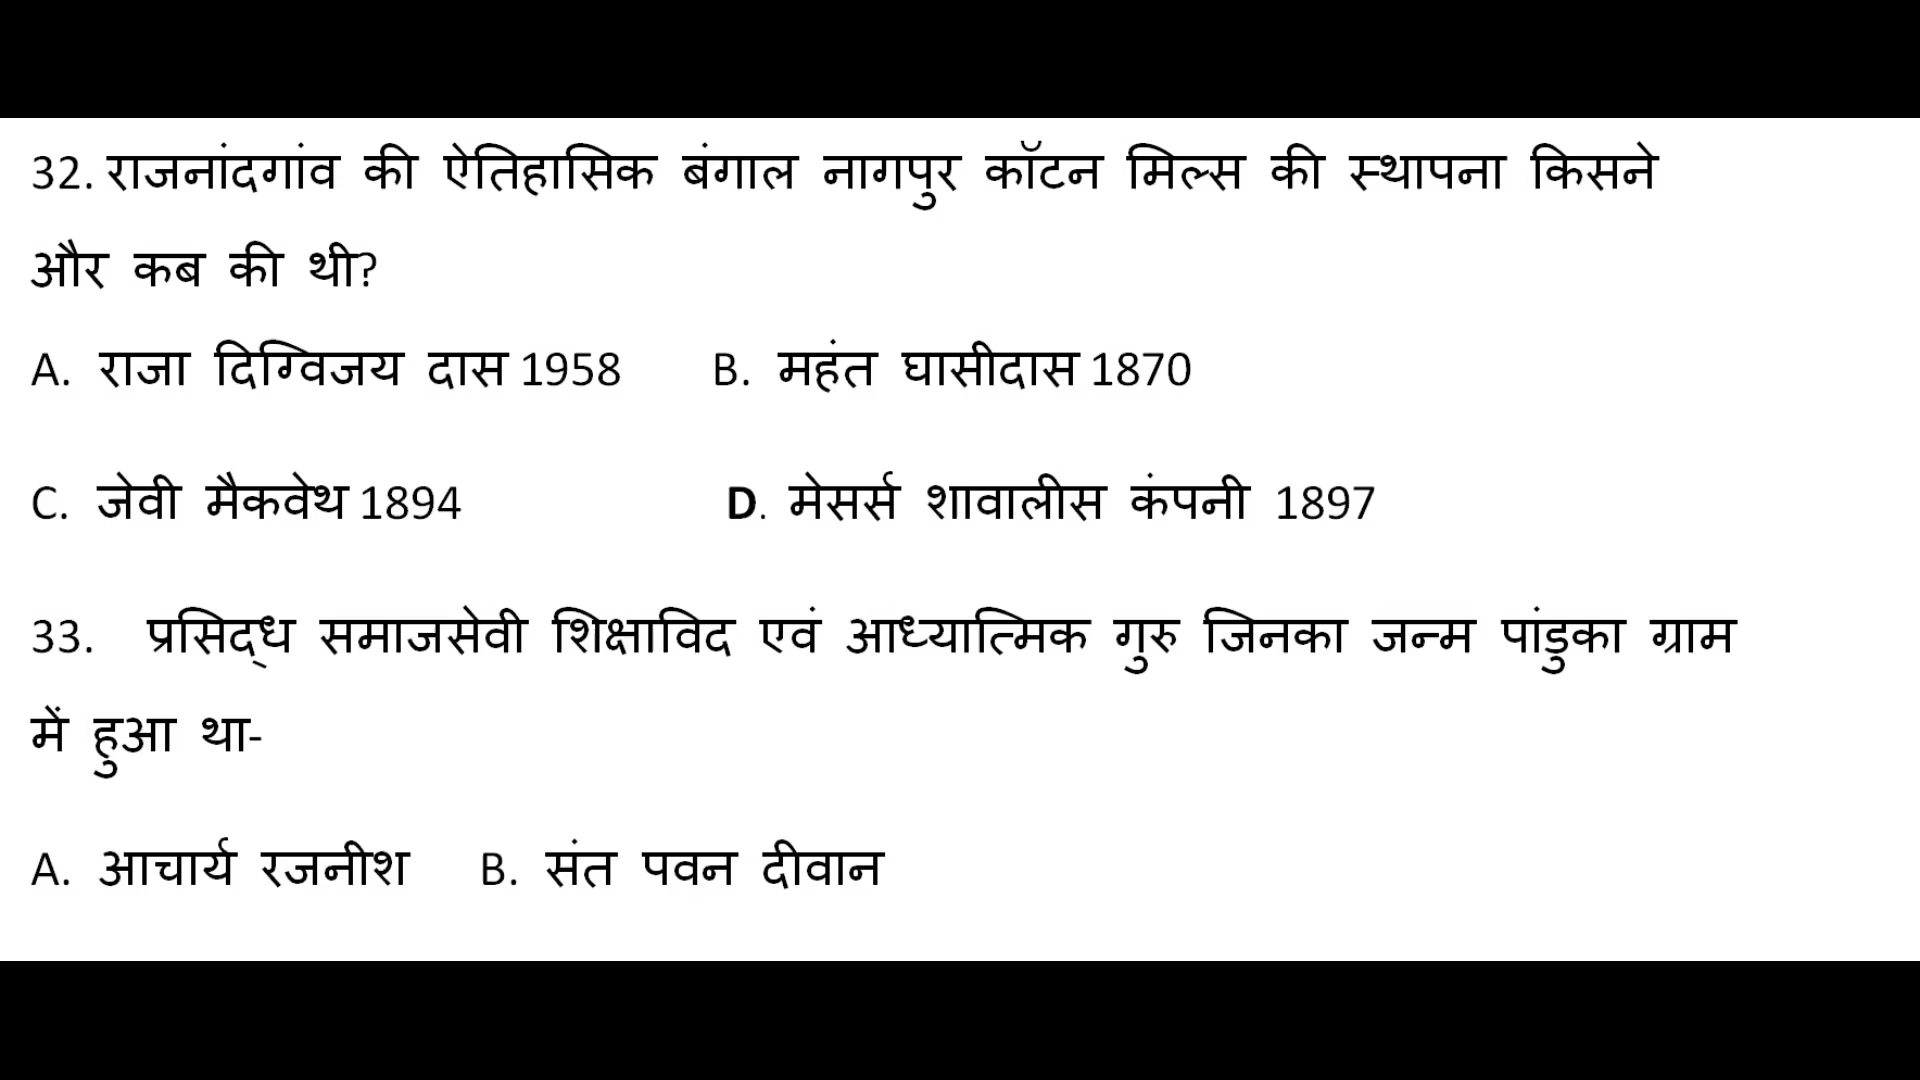 32. राजनांदगांव की ऐतिहासिक बंगाल नागपुर कॉटन मिल्स की स्थापना किसने
और कब की थी?
A. राजा दिग्विजय दास 1958 B. महंत घासीदास 1870
C. जेवी मैकवेथ 1894 D. मेसर्स शावालीस कंपनी 1897
33. प्रसिद्ध समाजसेवी शिक्षाविद एवं आध्यात्मिक गुरु जिनका जन्म पांडुका ग्राम
में हुआ था-
A. आचार्य रजनीश B. संत पवन दीवान